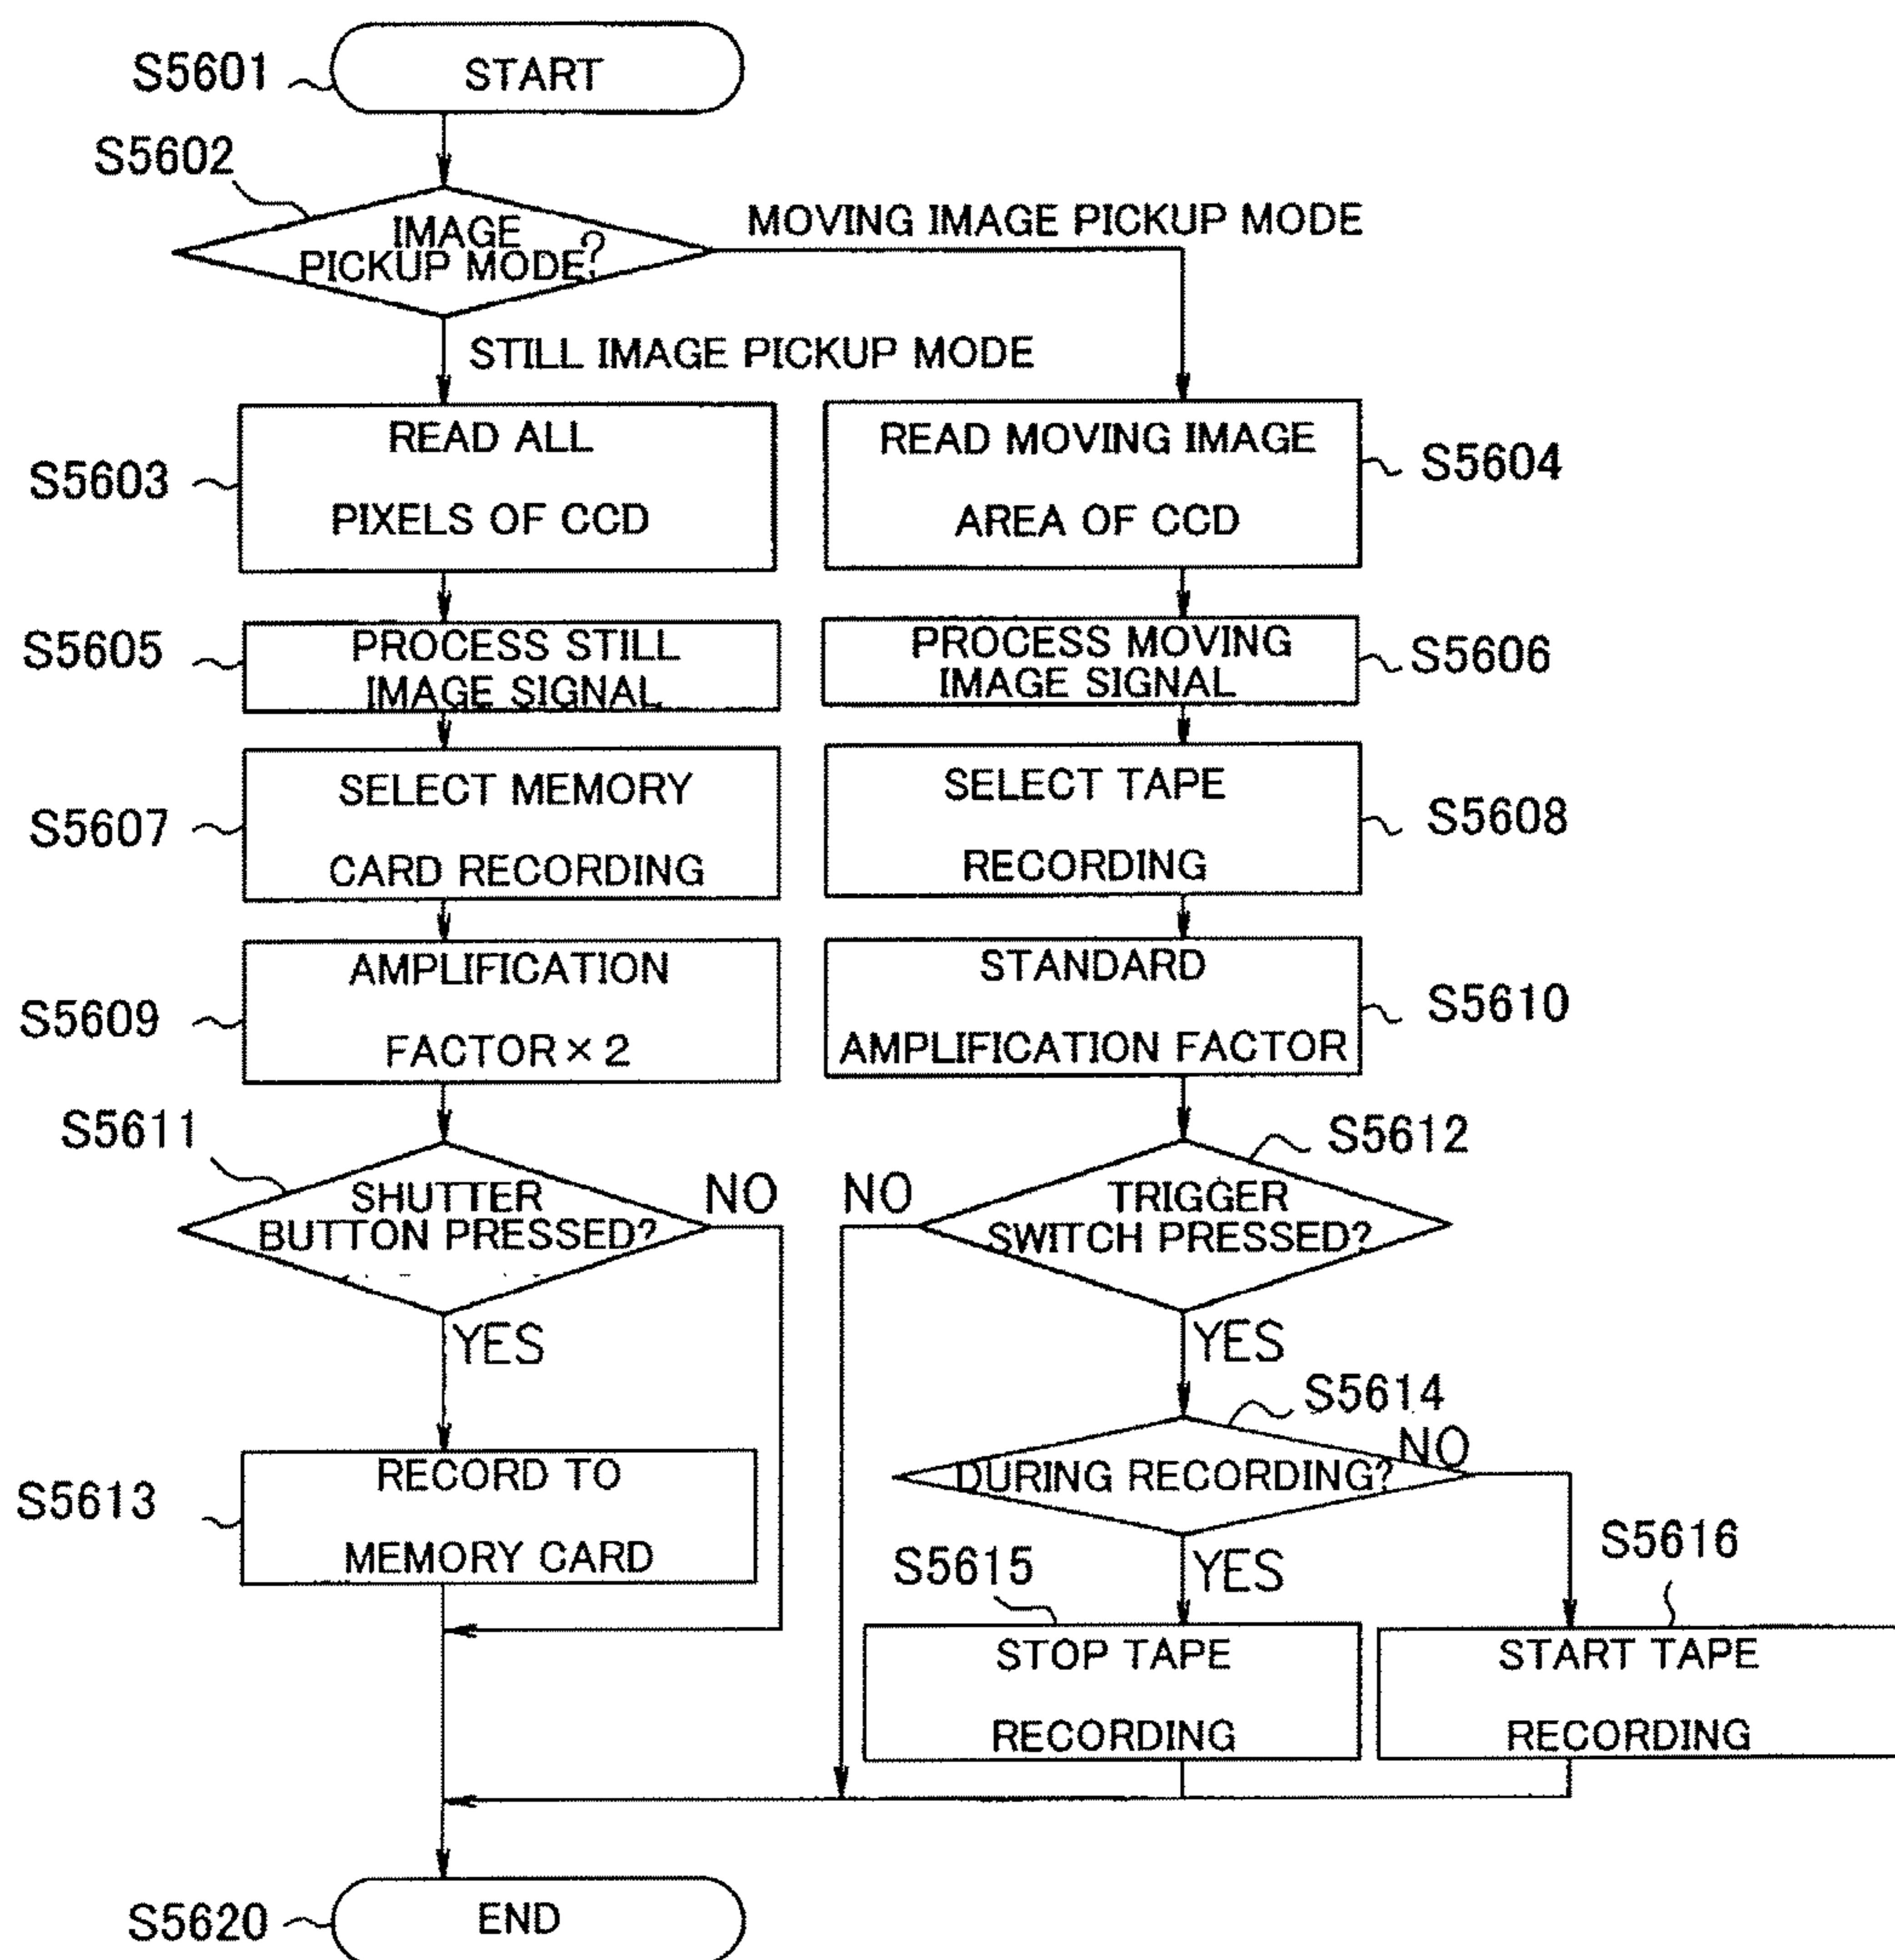 S5601
START
S5602
IMAGE
PICKUP MODE?
MOVING IMAGE PICKUP MODE
STILL IMAGE PICKUP MODE
S5603
READ ALL
PIXELS OF CCD
READ MOVING IMAGE
AREA OF CCD
S5604
S5605
PROCESS STILL
IMAGE SIGNAL
PROCESS MOVING
IMAGE SIGNAL
S5606
S5607
SELECT MEMORY
CARD RECORDING
SELECT TAPE
RECORDING
S5608
S5609
AMPLIFICATION
FACTOR×2
STANDARD
AMPLIFICATION FACTOR
S5610
S5611
SHUTTER
BUTTON PRESSED?
NO
YES
NO
S5612
TRIGGER
SWITCH PRESSED?
YES
S5613
RECORD TO
MEMORY CARD
S5614
DURING RECORDING?
NO
YES
S5615
STOP TAPE
RECORDING
S5616
START TAPE
RECORDING
S5620
END